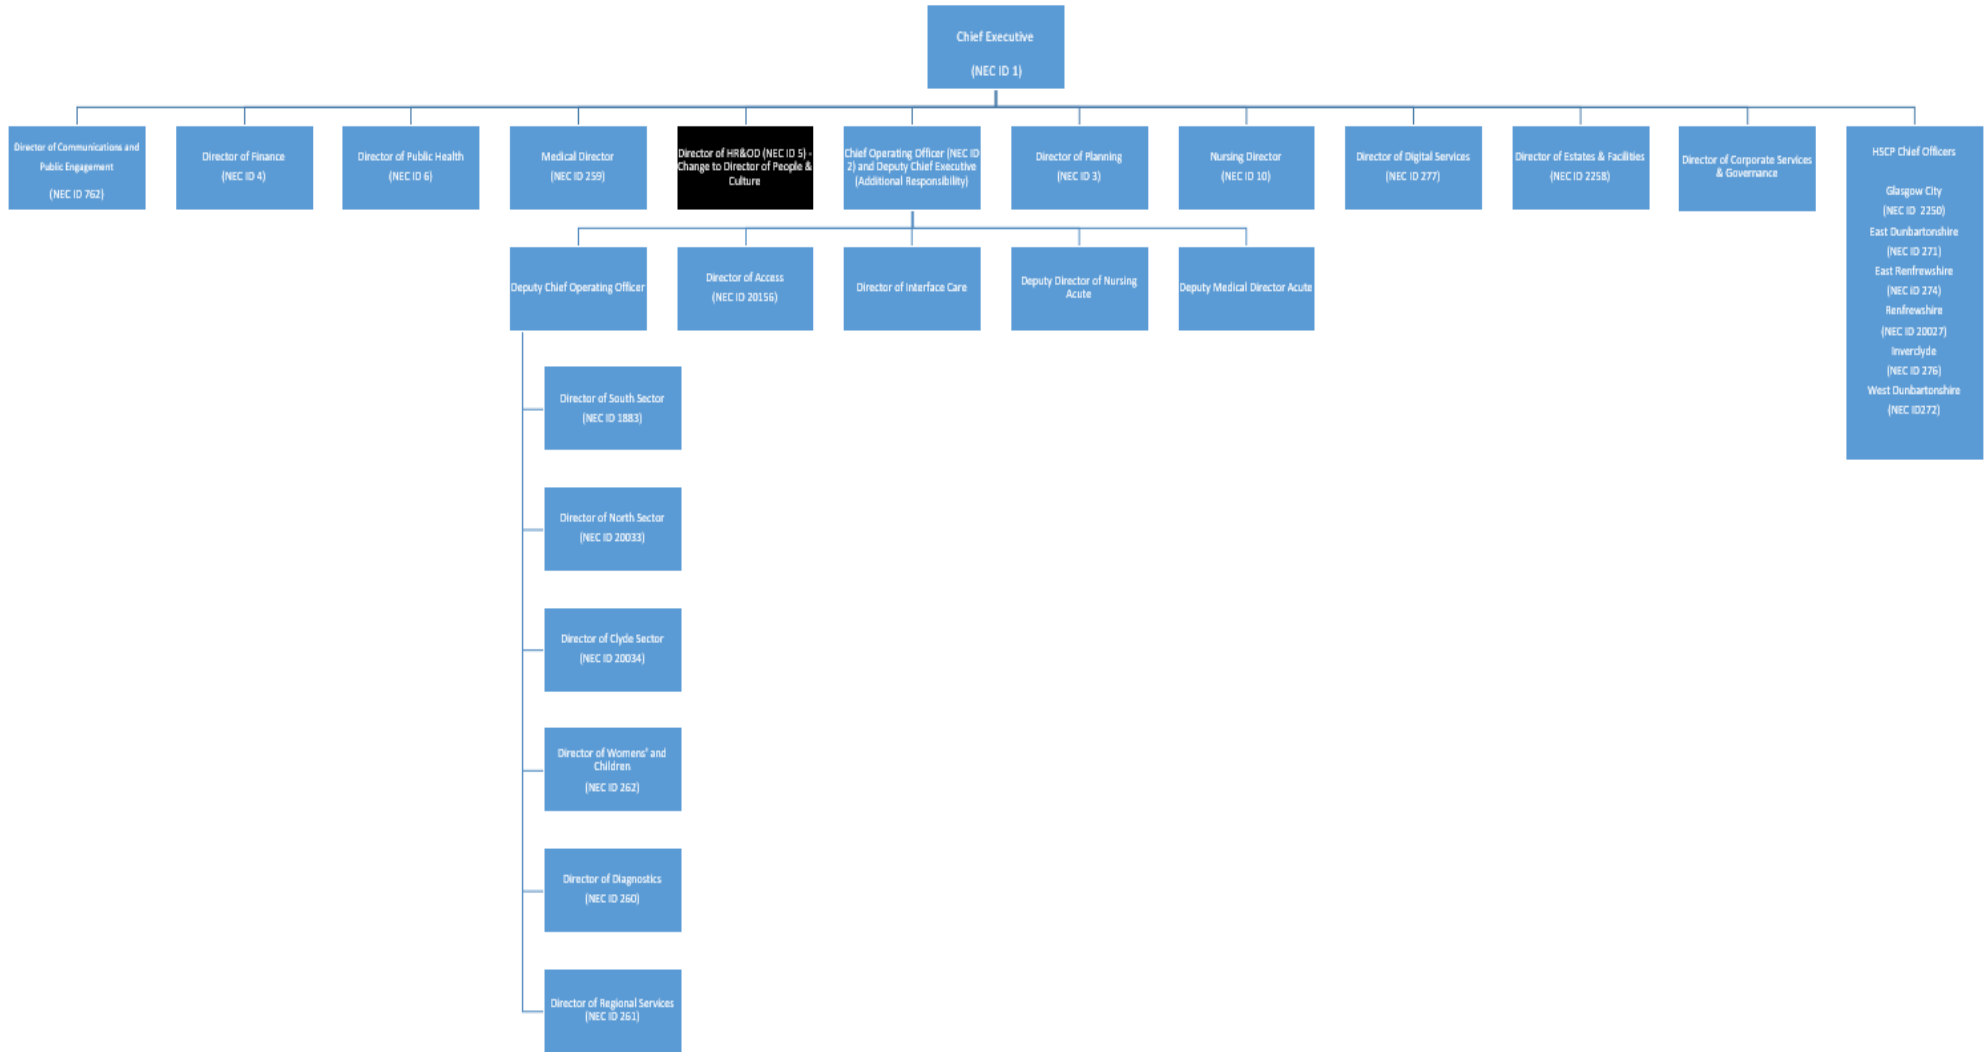 Chief Executive
(NEC ID 1)
Director of Communications and
Public Engagement
(NEC ID 762)
Director of Finance
(NEC ID 4)
Director of Public Health
(NEC ID 6)
Medical Director
(NEC ID 259)
Director of HR&OD (NEC ID 5) -
Change to Director of People &
Culture
Chief Operating Officer (NEC ID
2) and Deputy Chief Executive
(Additional Responsibility)
Director of Planning
(NEC ID 3)
Nursing Director
(NEC ID 10)
Director of Digital Services
(NEC ID 277)
Director of Estates & Facilities
(NEC ID 2258)
Director of Corporate Services
& Governance
HSCP Chief Officers
Glasgow City
(NEC ID 2250)
East Dunbartonshire
(NEC ID 271)
East Renfrewshire
(NEC ID 274)
Renfrewshire
(NEC ID 20027)
Inverclyde
(NEC ID 276)
West Dunbartonshire
(NEC ID272)
Deputy Chief Operating Officer
Director of Access
(NEC ID 20156)
Director of Interface Care
Deputy Director of Nursing
Acute
Deputy Medical Director Acute
Director of South Sector
(NEC ID 1883)
Director of North Sector
(NEC ID 20033)
Director of Clyde Sector
(NEC ID 20034)
Director of Womens' and
Children
(NEC ID 262)
Director of Diagnostics
(NEC ID 260)
Director of Regional Services
(NEC ID 261)